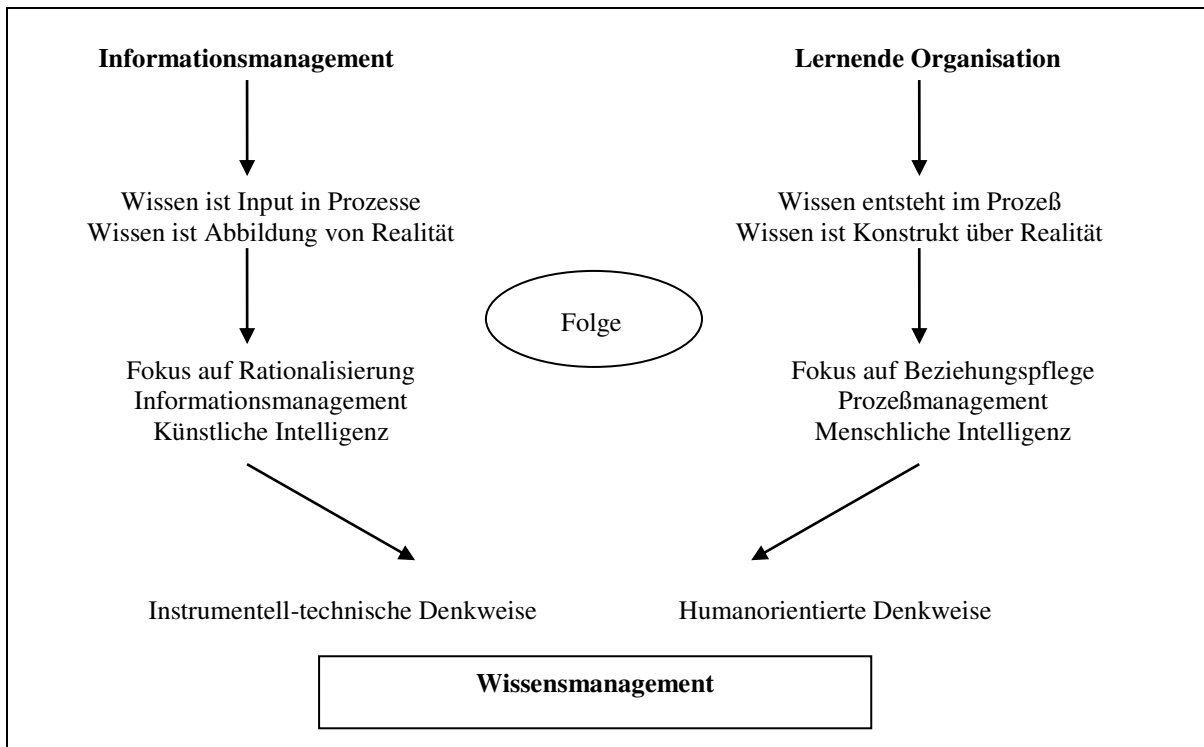 Informationsmanagement
Lernende Organisation
Wissen ist Input in Prozesse
Wissen ist Abbildung von Realität
Wissen entsteht im Prozeß
Wissen ist Konstrukt über Realität
Folge
Fokus auf Rationalisierung
Informationsmanagement
Künstliche Intelligenz
Fokus auf Beziehungspflege
Prozeßmanagement
Menschliche Intelligenz
Instrumentell-technische Denkweise
Humanorientierte Denkweise
Wissensmanagement